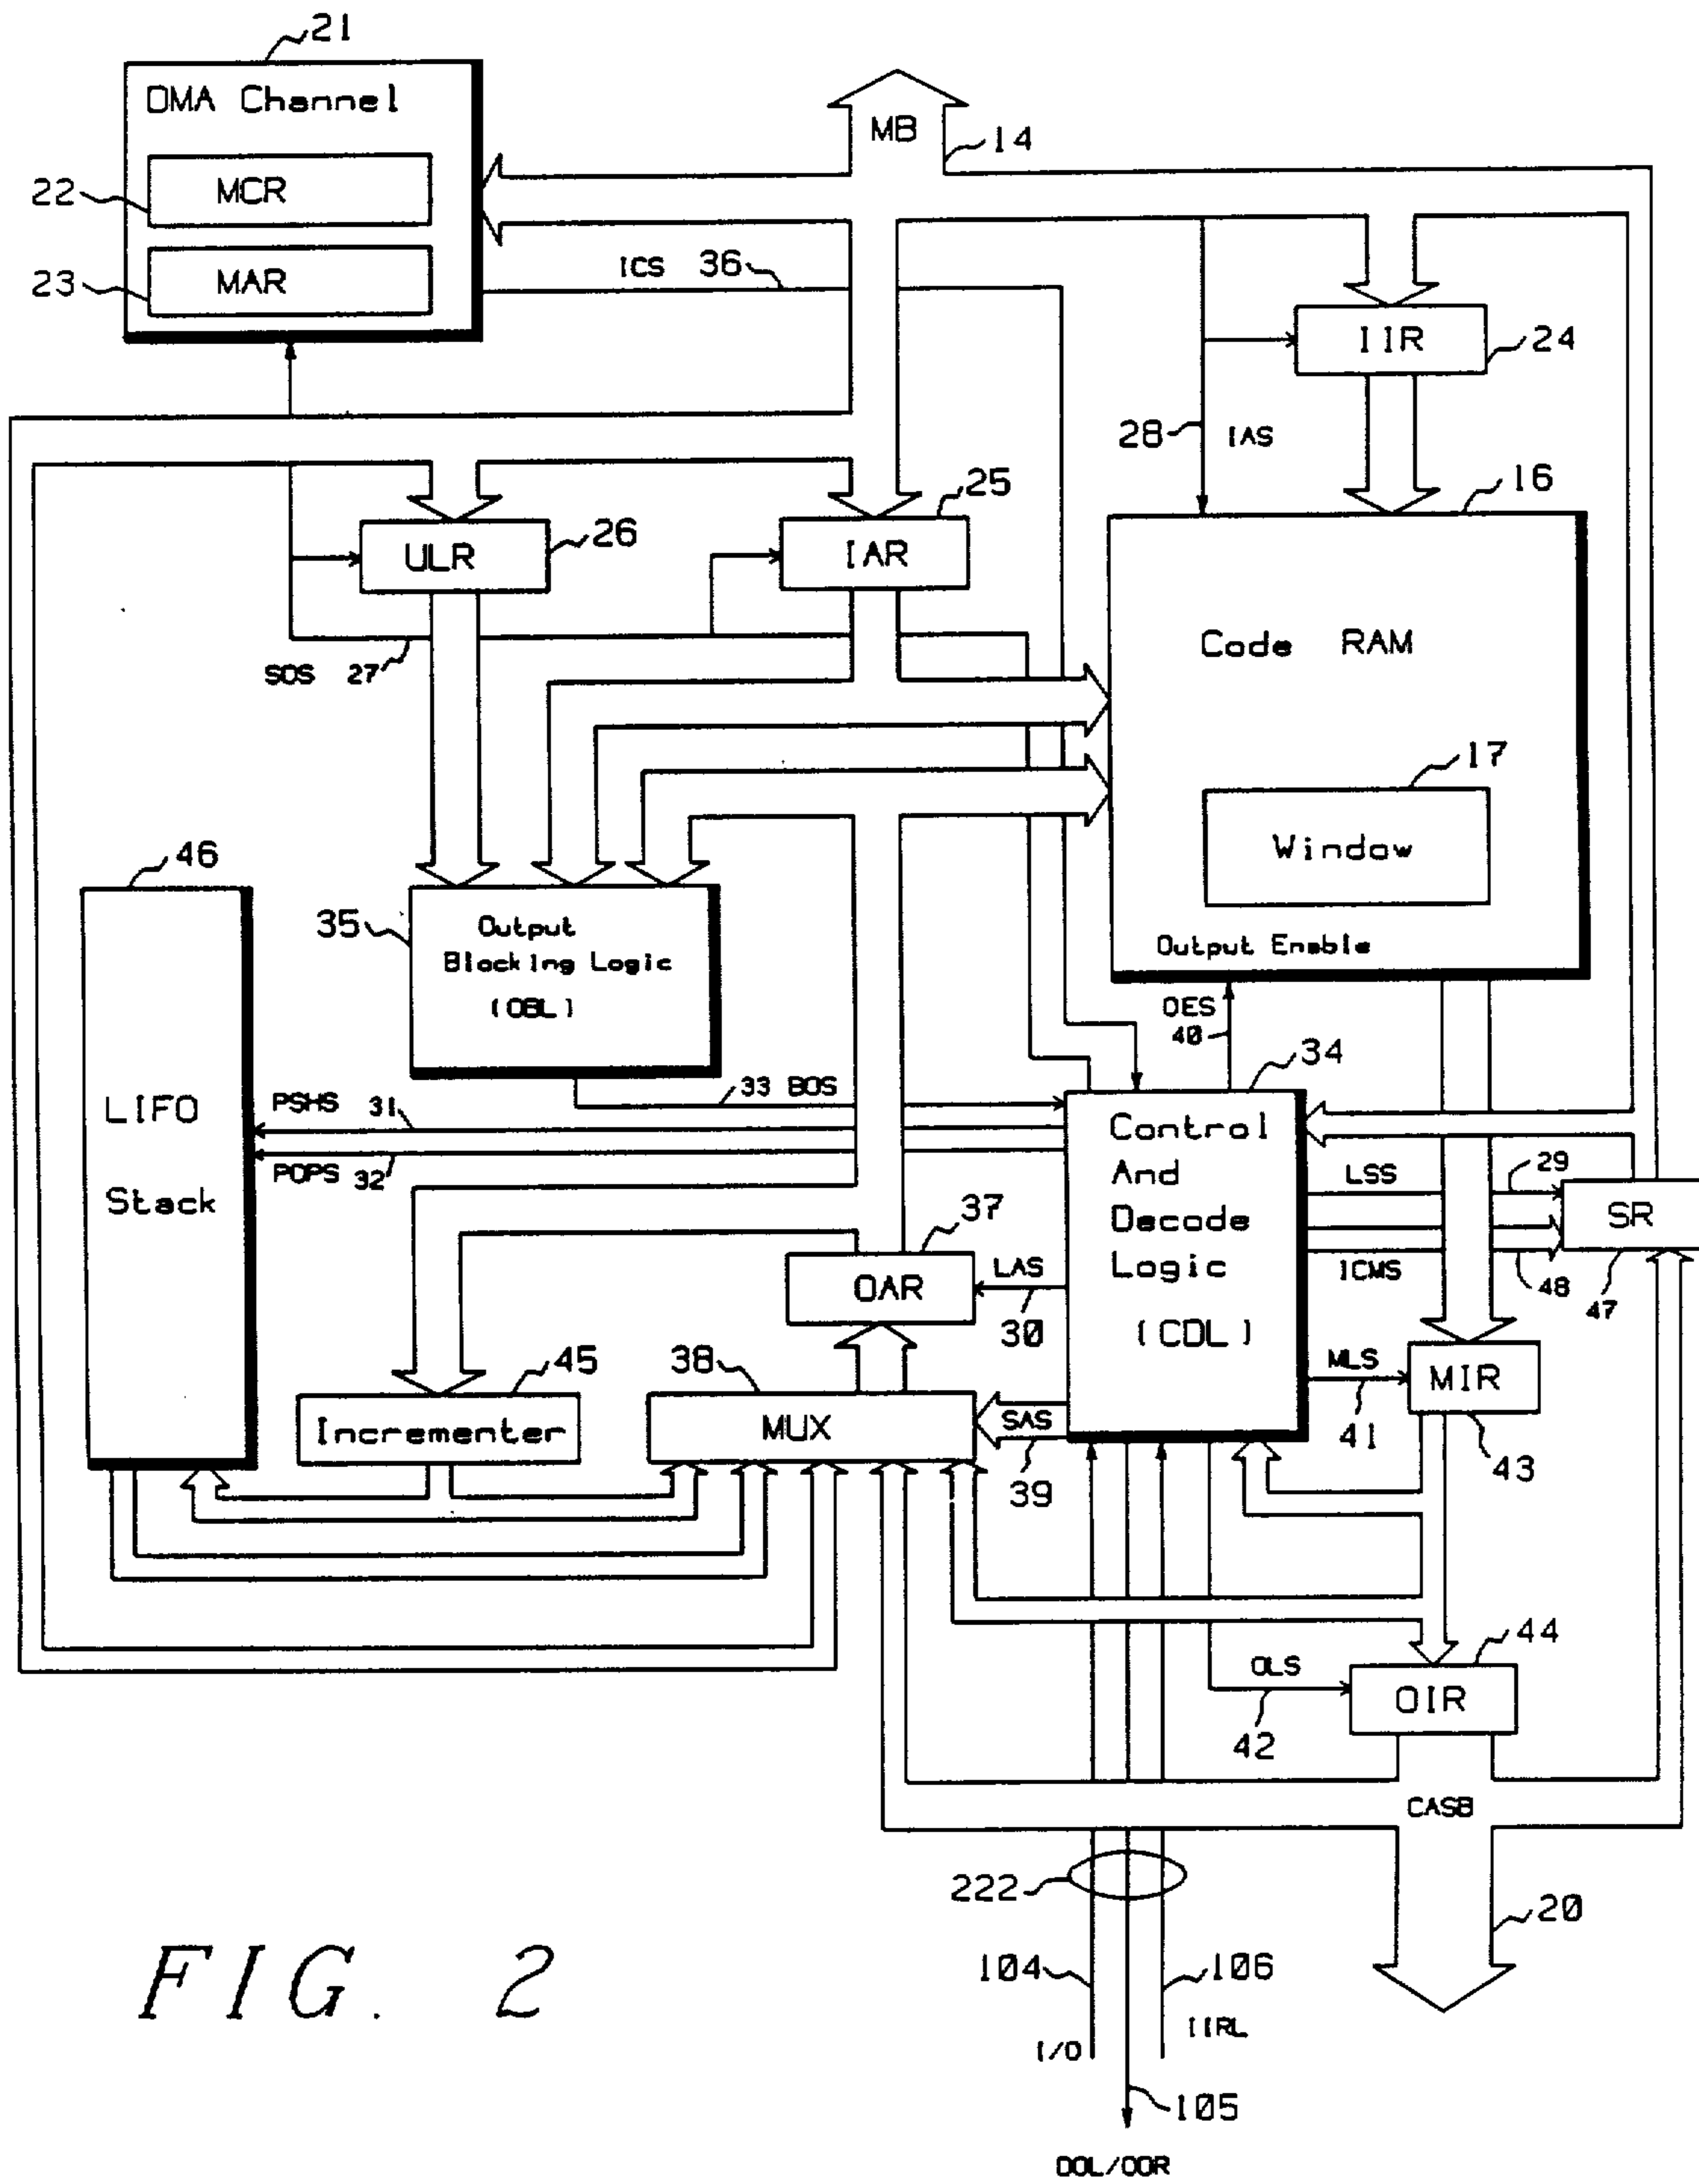 21
DMA Channel
MB
14
22
MCR
23
MAR
ICS 36
IIR
24
28
IAS
25
16
ULR
26
IAR
SOS 27
Code RAM
17
Window
46
35
Output
Blocking Logic
(OBL)
Output Enable
OES
40
34
33 BOS
LIFO
Stack
PSHS 31
POPS 32
Control
And
Decode
Logic
(CDL)
LSS
29
SR
ICMS
48
47
37
OAR
LAS
30
45
38
MLS
MIR
41
43
Incrementer
MUX
SAS
39
44
OLS
OIR
42
CASB
222
20
104
106
I/O
IIRL
105
DOL/OOR
FIG. 2